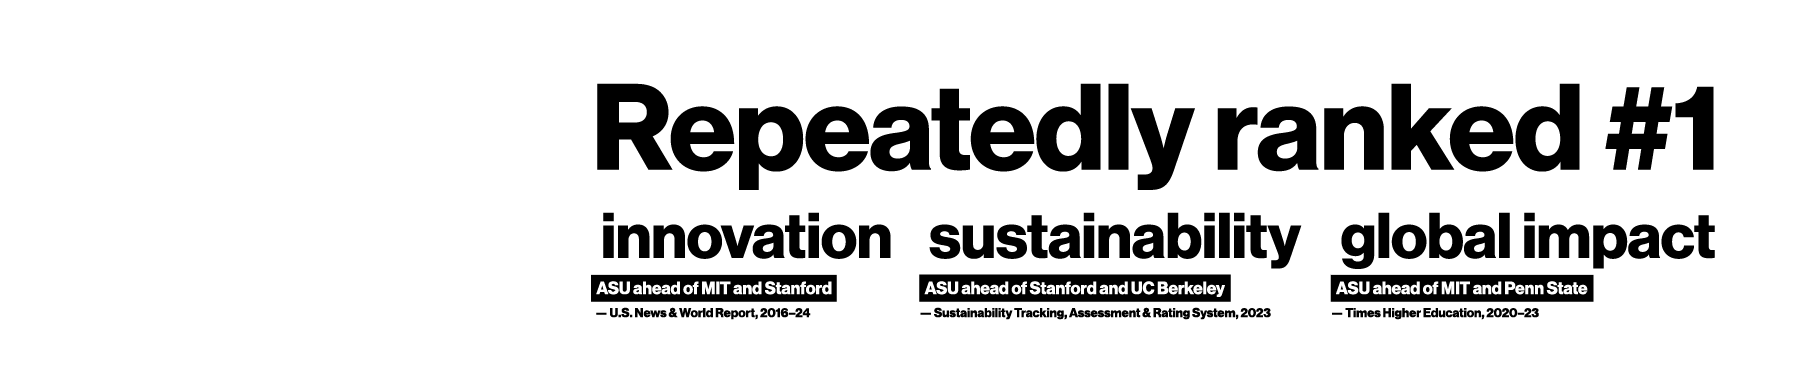 Repeatedly ranked #1
innovation sustainability global impact
ASU ahead of MIT and Stanford ASU ahead of Stanford and UC Berkeley ASU ahead of MIT and Penn State
— U.S. News & World Report, 2016–24 — Sustainability Tracking, Assessment & Rating System, 2023 — Times Higher Education, 2020–23